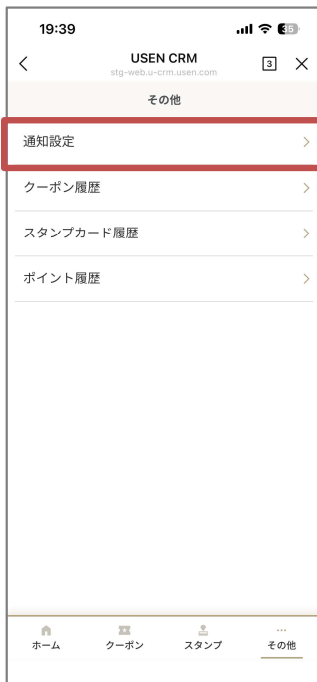 19:39
35
USEN CRM
3
stg-web.u-crm.usen.com
その他
通知設定
クーポン履歴
スタンプカード履歴
ポイント履歴
ホーム
クーポン
スタンプ
その他